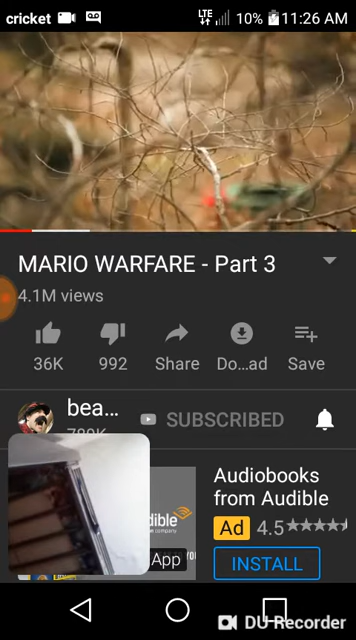 cricket LTE 10% 11:26 AM
MARIO WARFARE - Part 3
4.1M views
36K 992 Share Do...ad Save
bea... SUBSCRIBED
Audiobooks
from Audible
Ad 4.5
App INSTALL
DU Recorder